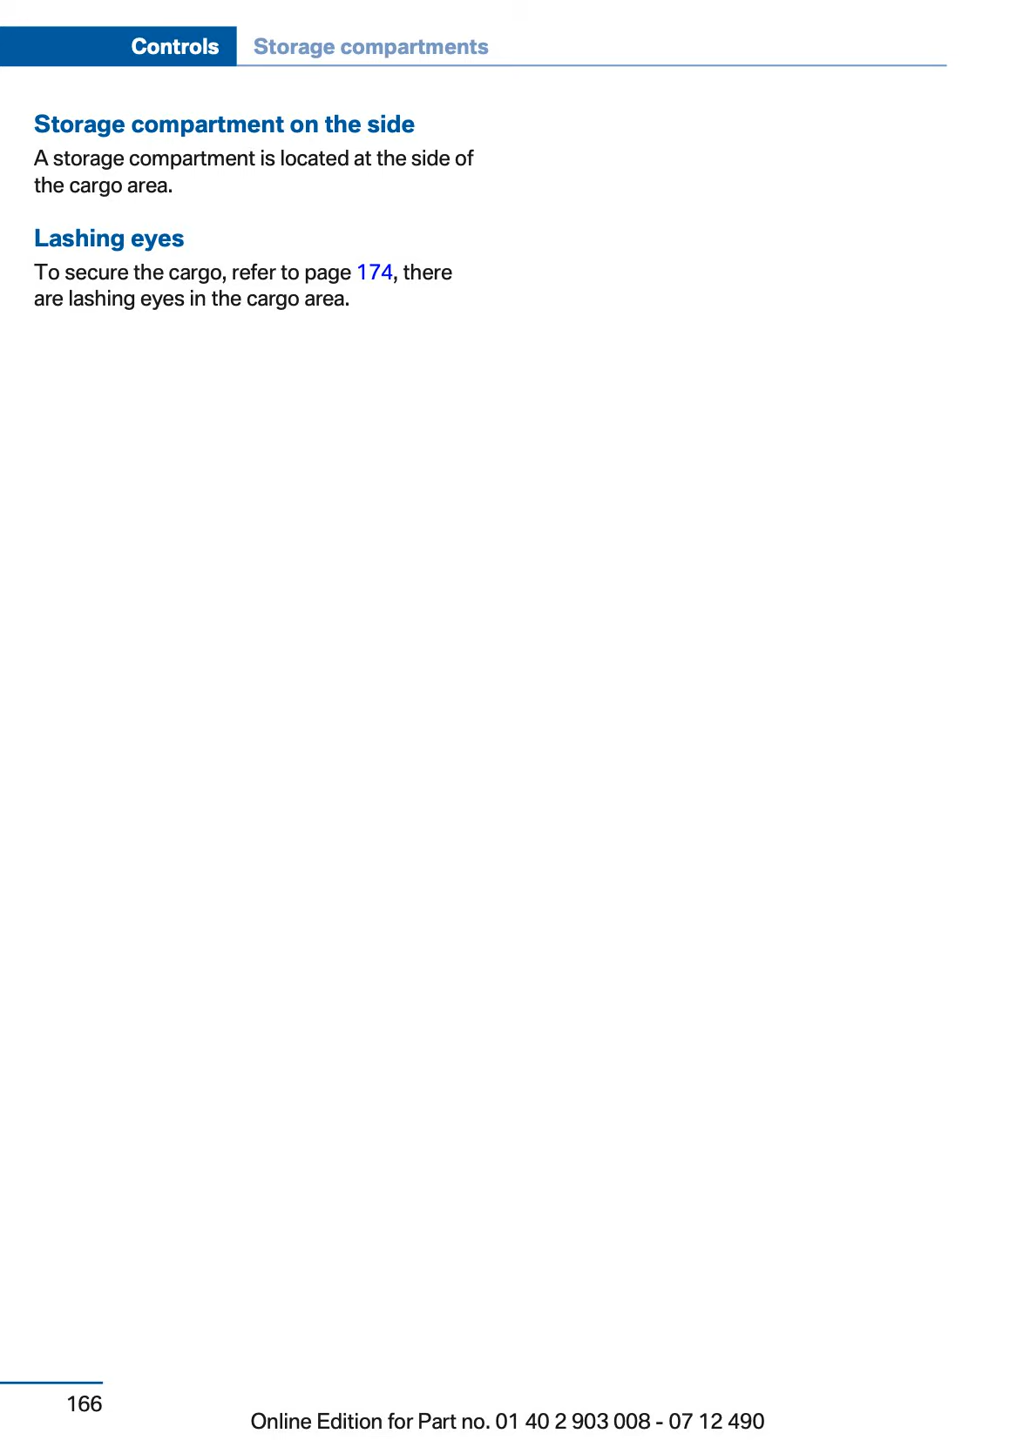 Controls Storage compartments
Storage compartment on the side
A storage compartment is located at the side of
the cargo area.
Lashing eyes
To secure the cargo, refer to page 174, there
are lashing eyes in the cargo area.
166
Online Edition for Part no. 01 40 2 903 008 - 07 12 490